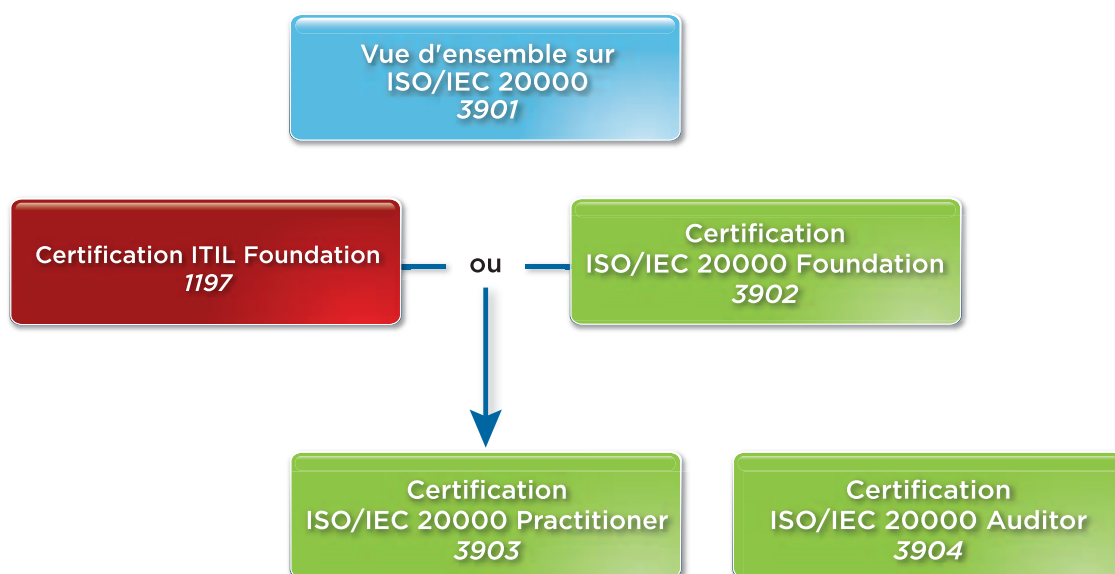 Vue d'ensemble sur
ISO/IEC 20000
3901
Certification ITIL Foundation
1197
ou
Certification
ISO/IEC 20000 Foundation
3902
Certification
ISO/IEC 20000 Practitioner
3903
Certification
ISO/IEC 20000 Auditor
3904